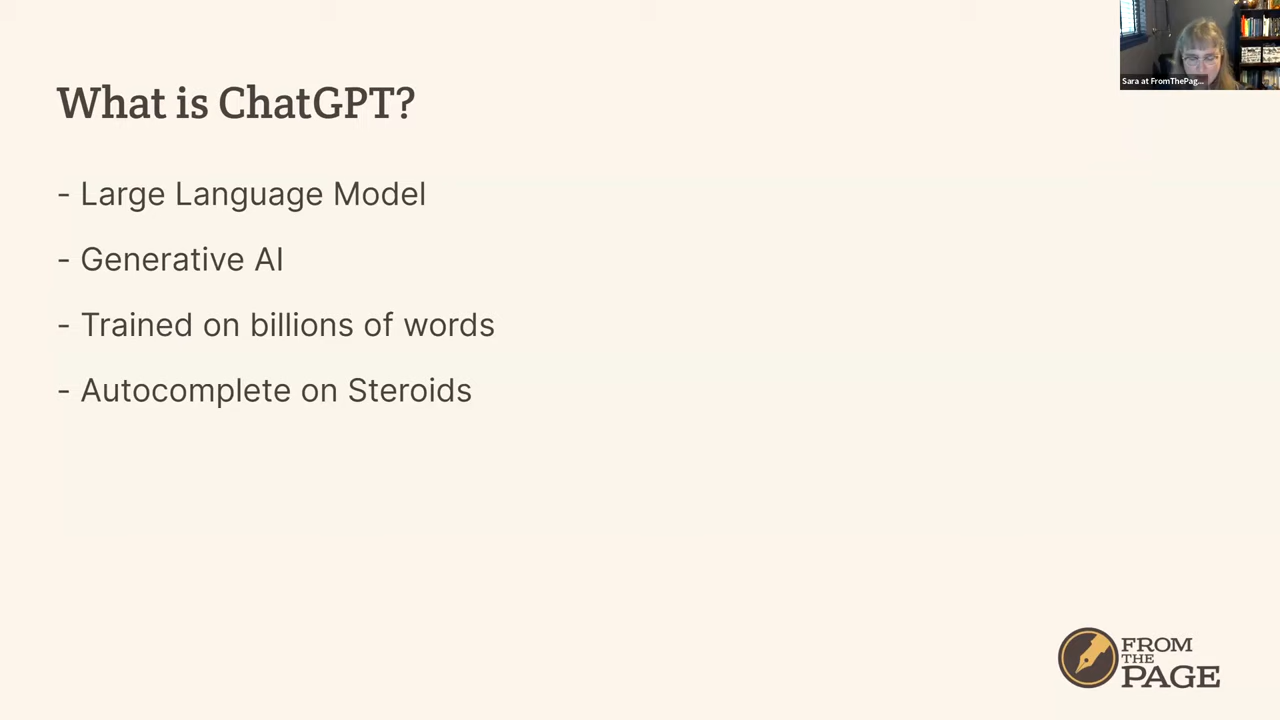 What is ChatGPT?
- Large Language Model
- Generative AI
- Trained on billions of words
- Autocomplete on Steroids
Sara at FromThePag...
FROM
THE
PAGE